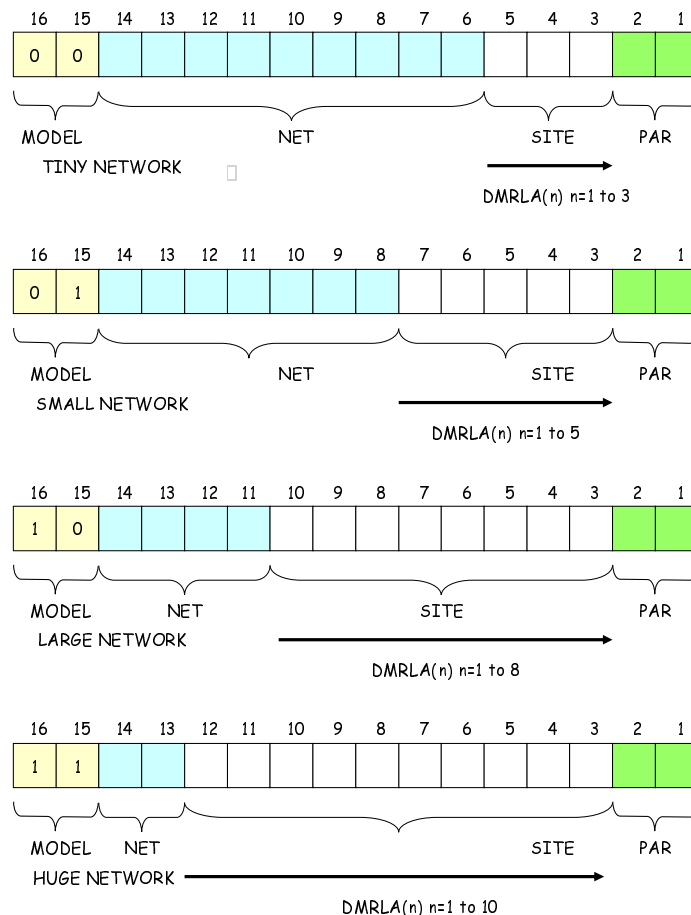 16 15 14 13 12 11 10 9 8 7 6 5 4 3 2 1
0 0
MODEL NET SITE PAR
TINY NETWORK
DMRLA(n) n=1 to 3
16 15 14 13 12 11 10 9 8 7 6 5 4 3 2 1
0 1
MODEL NET SITE PAR
SMALL NETWORK
DMRLA(n) n=1 to 5
16 15 14 13 12 11 10 9 8 7 6 5 4 3 2 1
1 0
MODEL NET SITE PAR
LARGE NETWORK
DMRLA(n) n=1 to 8
16 15 14 13 12 11 10 9 8 7 6 5 4 3 2 1
1 1
MODEL NET SITE PAR
HUGE NETWORK
DMRLA(n) n=1 to 10